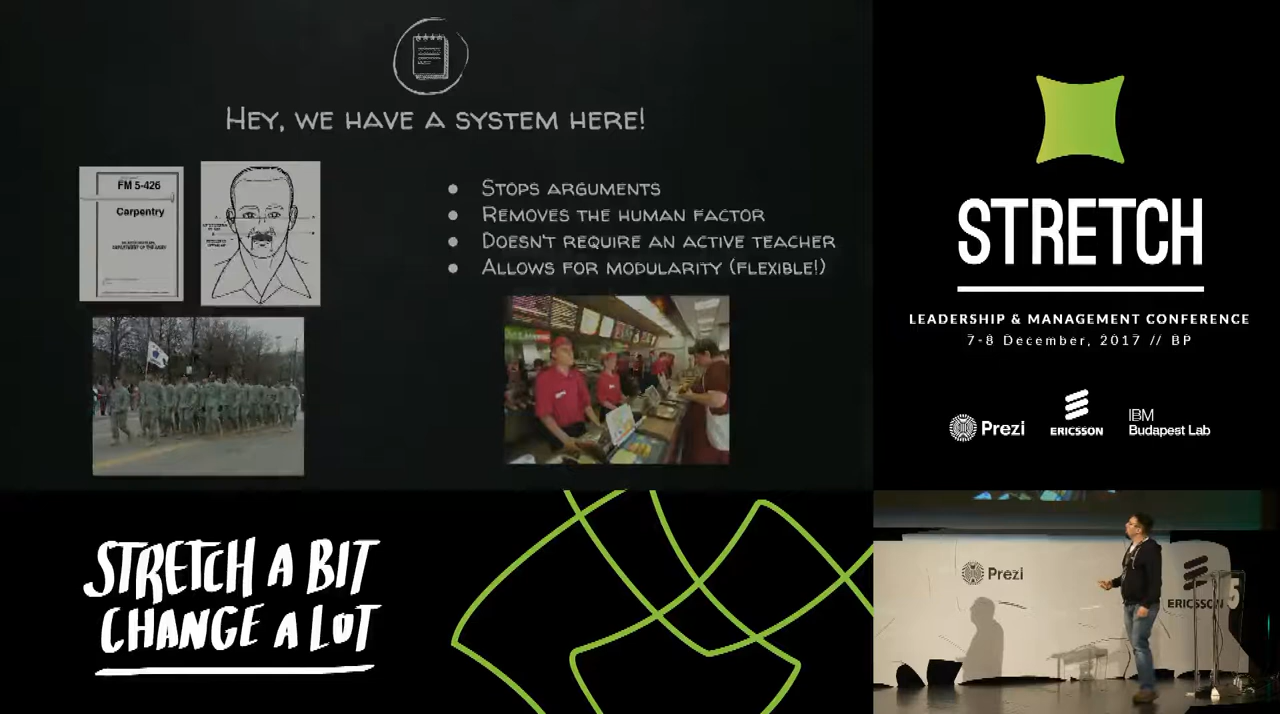 HEY, WE HAVE A SYSTEM HERE!
FM 5-426
Carpentry
STOPS ARGUMENTS
REMOVES THE HUMAN FACTOR
DOESN'T REQUIRE AN ACTIVE TEACHER
ALLOWS FOR MODULARITY (FLEXIBLE!)
STRETCH
LEADERSHIP & MANAGEMENT CONFERENCE
7-8 December, 2017 // BP
Prezi
ERICSSON
IBM
Budapest Lab
STRETCH A BIT
CHANGE A LOT
Prezi
ERICSSON
5